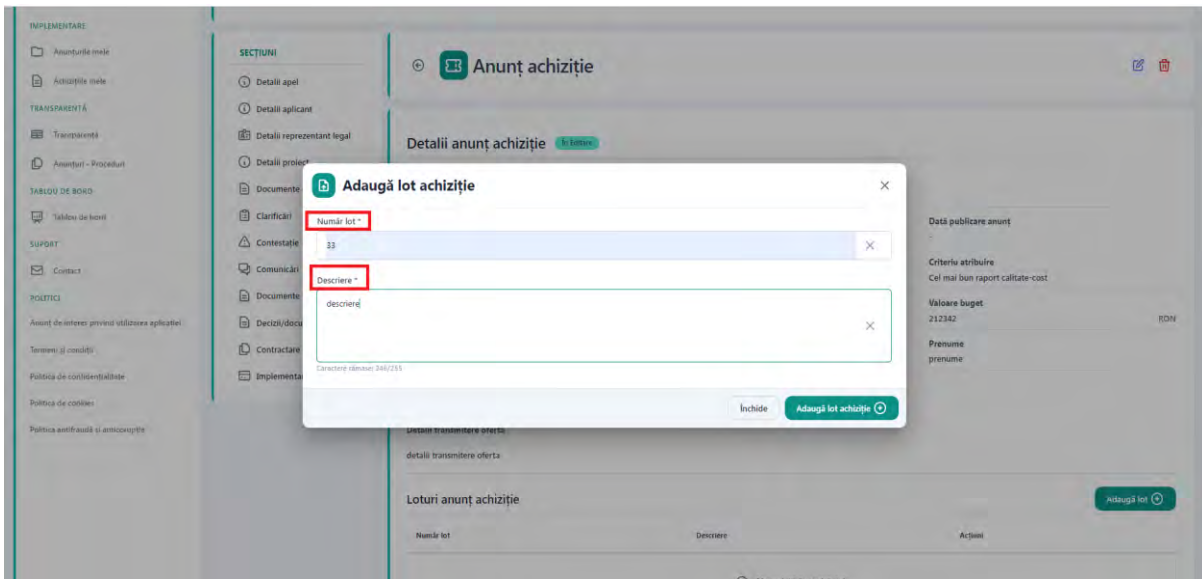 IMPLEMENTARE
Anunțurile mele
Achizițiile mele
TRANSPARENȚĂ
Transparență
Anunțuri - Proceduri
TABLOU DE BORD
Tablou de bord
SUPORT
Contact
POLITICI
Anunț de interes privind utilizarea aplicației
Termeni și condiții
Politica de confidențialitate
Politica de cookies
Politica antifraudă și anticorupție
SECȚIUNI
Detalii apel
Detalii aplicant
Detalii reprezentant legal
Detalii proiect
Documente
Clarificări
Contestație
Comunicări
Documente
Decizii/docu
Contractare
Implementa
Anunț achiziție
Detalii anunț achiziție
În Editare
Adaugă lot achiziție
Număr lot *
33
Descriere *
descriere
Caractere rămase: 246/255
Închide
Adaugă lot achiziție
Dată publicare anunț
-
Criteriu atribuire
Cel mai bun raport calitate-cost
Valoare buget
212342 RON
Prenume
prenume
Detalii transmitere oferta
detalii transmitere oferta
Loturi anunț achiziție
Adaugă lot
Număr lot Descriere Acțiuni